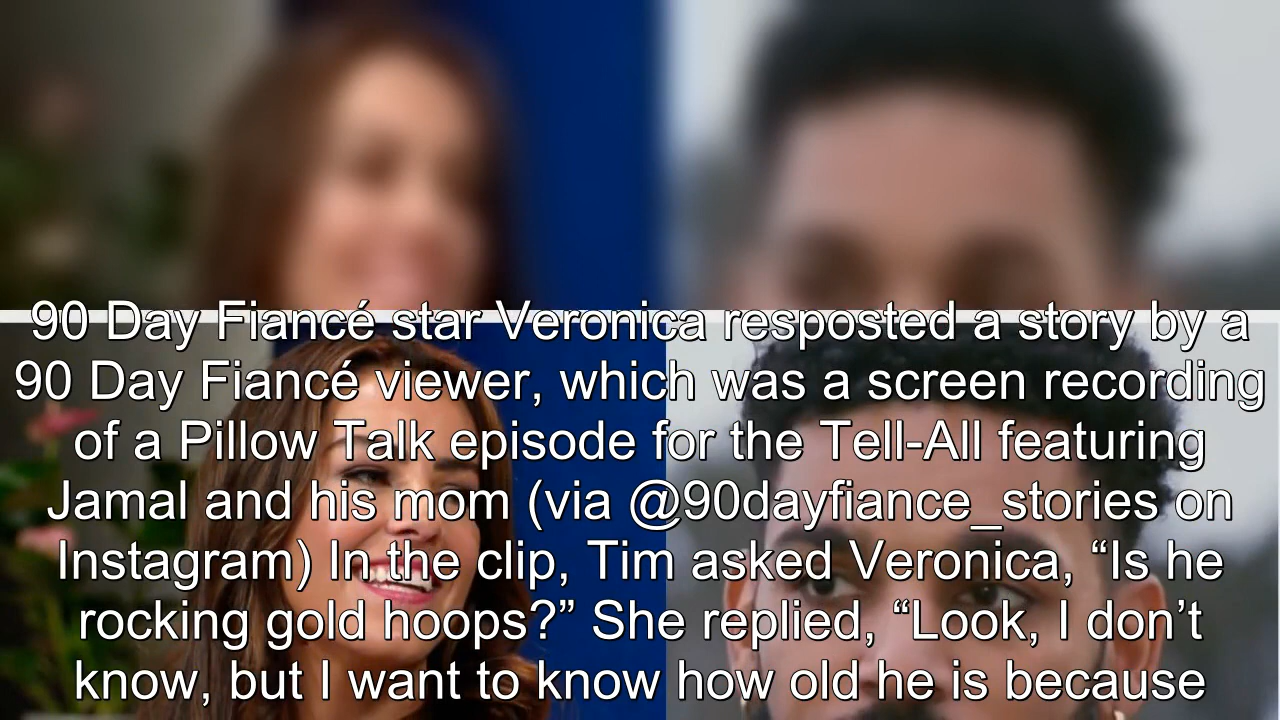 90 Day Fiancé star Veronica resposted a story by a
90 Day Fiancé viewer, which was a screen recording
of a Pillow Talk episode for the Tell-All featuring
Jamal and his mom (via @90dayfiance_stories on
Instagram) In the clip, Tim asked Veronica, “Is he
rocking gold hoops?” She replied, “Look, I don’t
know, but I want to know how old he is because